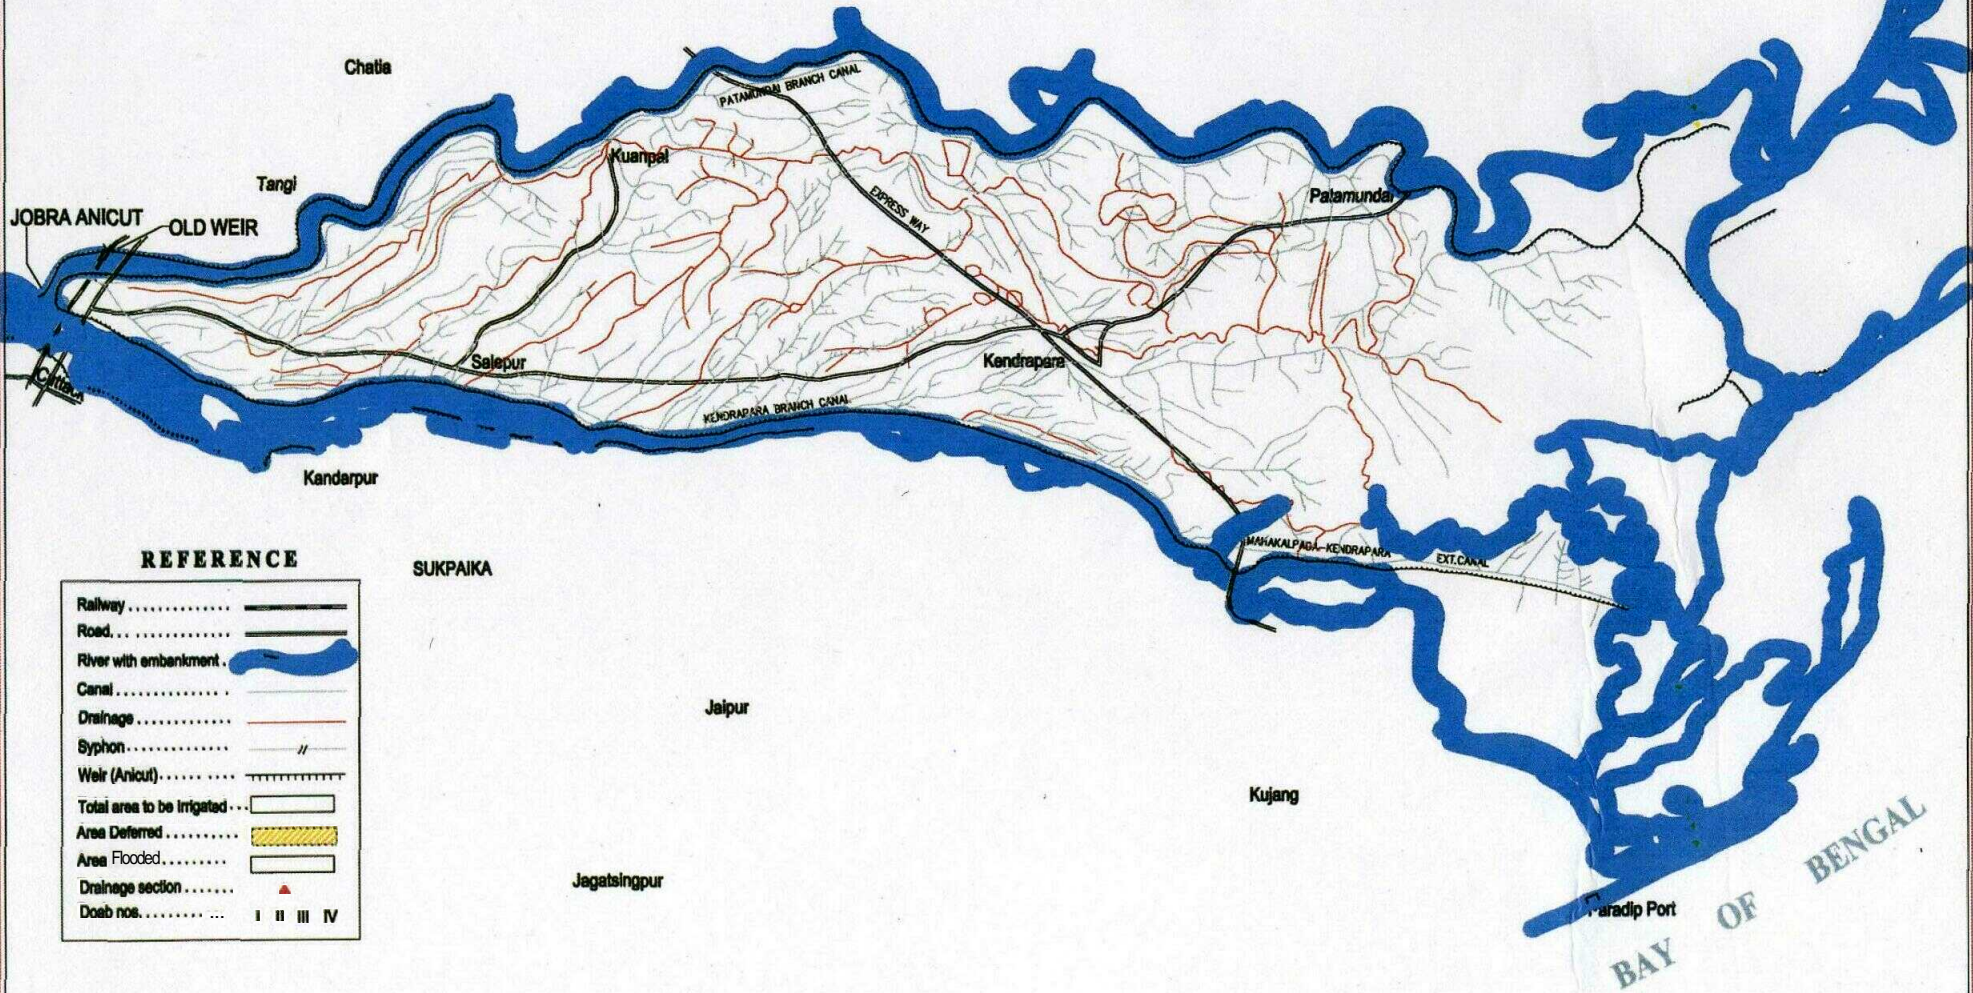 Chatia
PATAMUNDAI BRANCH CANAL
Kuanpal
Tangi
EXPRESS WAY
Patamundai
JOBRA ANICUT
OLD WEIR
Salepur
Kendrapara
KENDRAPARA BRANCH CANAL
Kandarpur
MAHAKALPADA-KENDRAPARA
EXT.CANAL
REFERENCE
SUKPAIKA
Railway..............
Road... .............
River with embankment .
Canal...............
Drainage.............
Syphon..............
Weir (Anicut)...... ....
Total area to be irrigated...
Area Deferred ..........
Area Flooded.........
Drainage section .......
Doab nos.......... ...
I II III IV
Jaipur
Kujang
Jagatsingpur
Paradip Port
BAY OF BENGAL